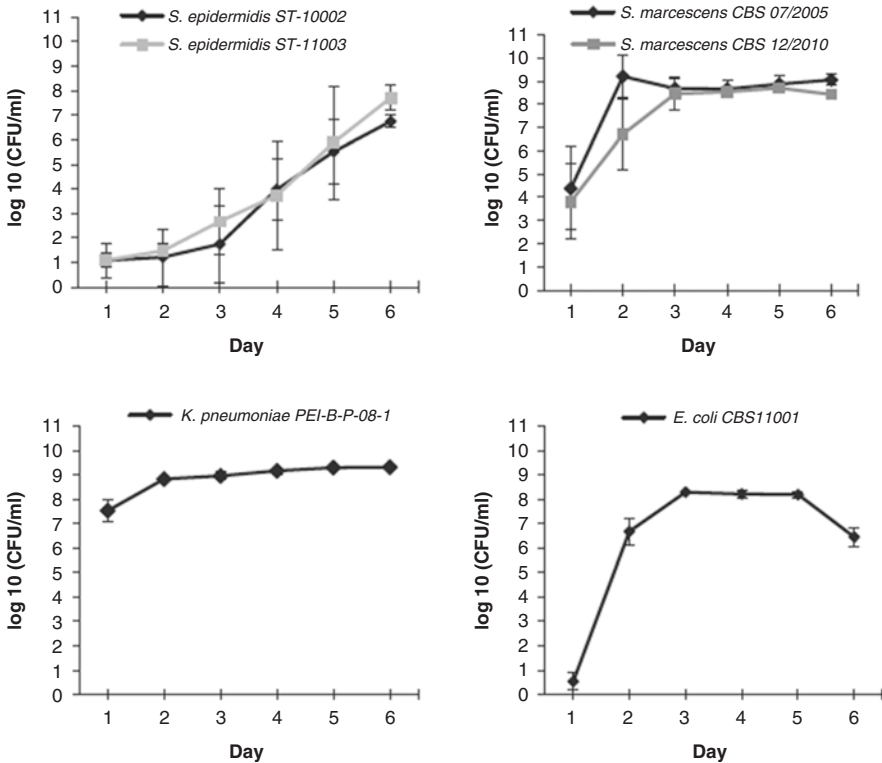 S. epidermidis ST-10002
S. epidermidis ST-11003
log 10 (CFU/ml)
11
10
9
8
7
6
5
4
3
2
1
0
1 2 3 4 5 6
Day
S. marcescens CBS 07/2005
S. marcescens CBS 12/2010
log 10 (CFU/ml)
11
10
9
8
7
6
5
4
3
2
1
0
1 2 3 4 5 6
Day
K. pneumoniae PEI-B-P-08-1
log 10 (CFU/ml)
11
10
9
8
7
6
5
4
3
2
1
0
1 2 3 4 5 6
Day
E. coli CBS11001
log 10 (CFU/ml)
11
10
9
8
7
6
5
4
3
2
1
0
1 2 3 4 5 6
Day